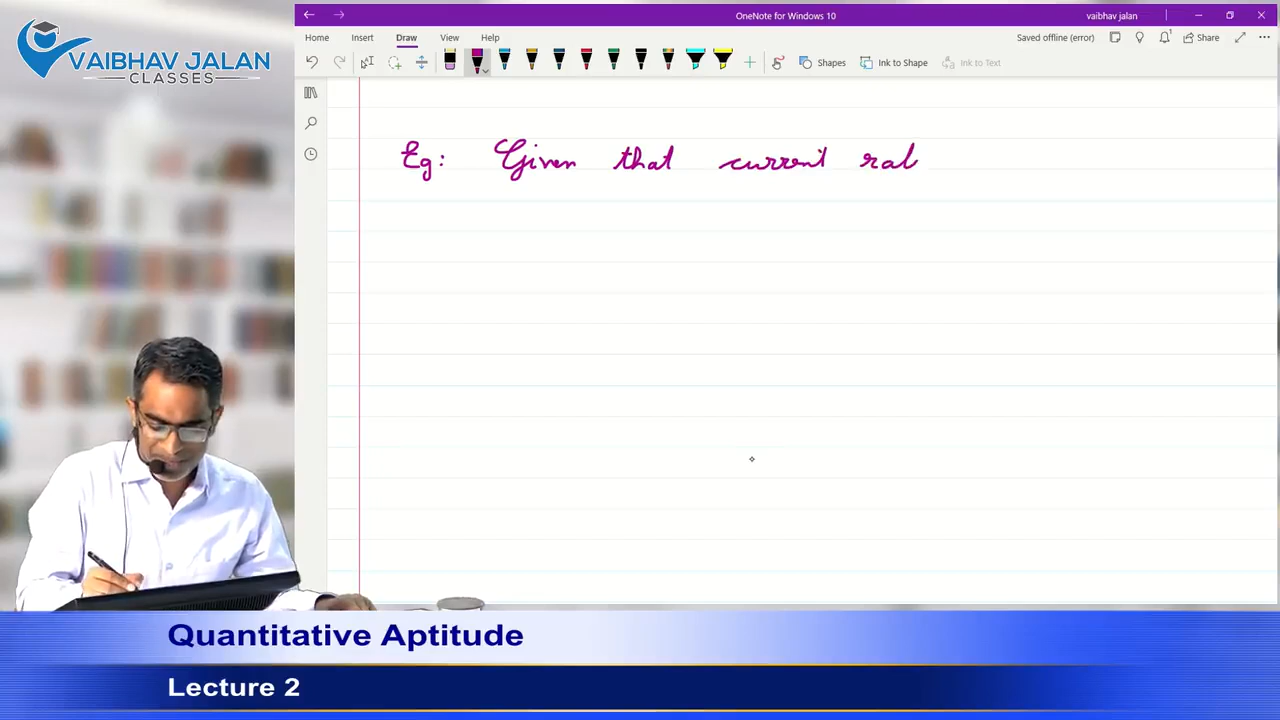 VAIBHAV JALAN
CLASSES
OneNote for Windows 10
vaibhav jalan
Home Insert Draw View Help
Saved offline (error)
Share
Shapes
Ink to Shape
Ink to Text
Eg: Given that current rat
Quantitative Aptitude
Lecture 2